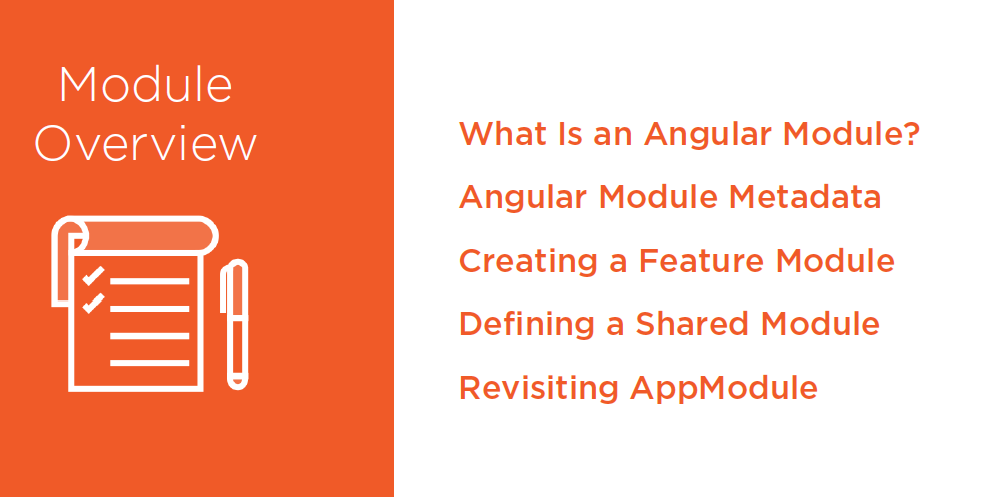 Module
Overview
What Is an Angular Module?
Angular Module Metadata
Creating a Feature Module
Defining a Shared Module
Revisiting AppModule